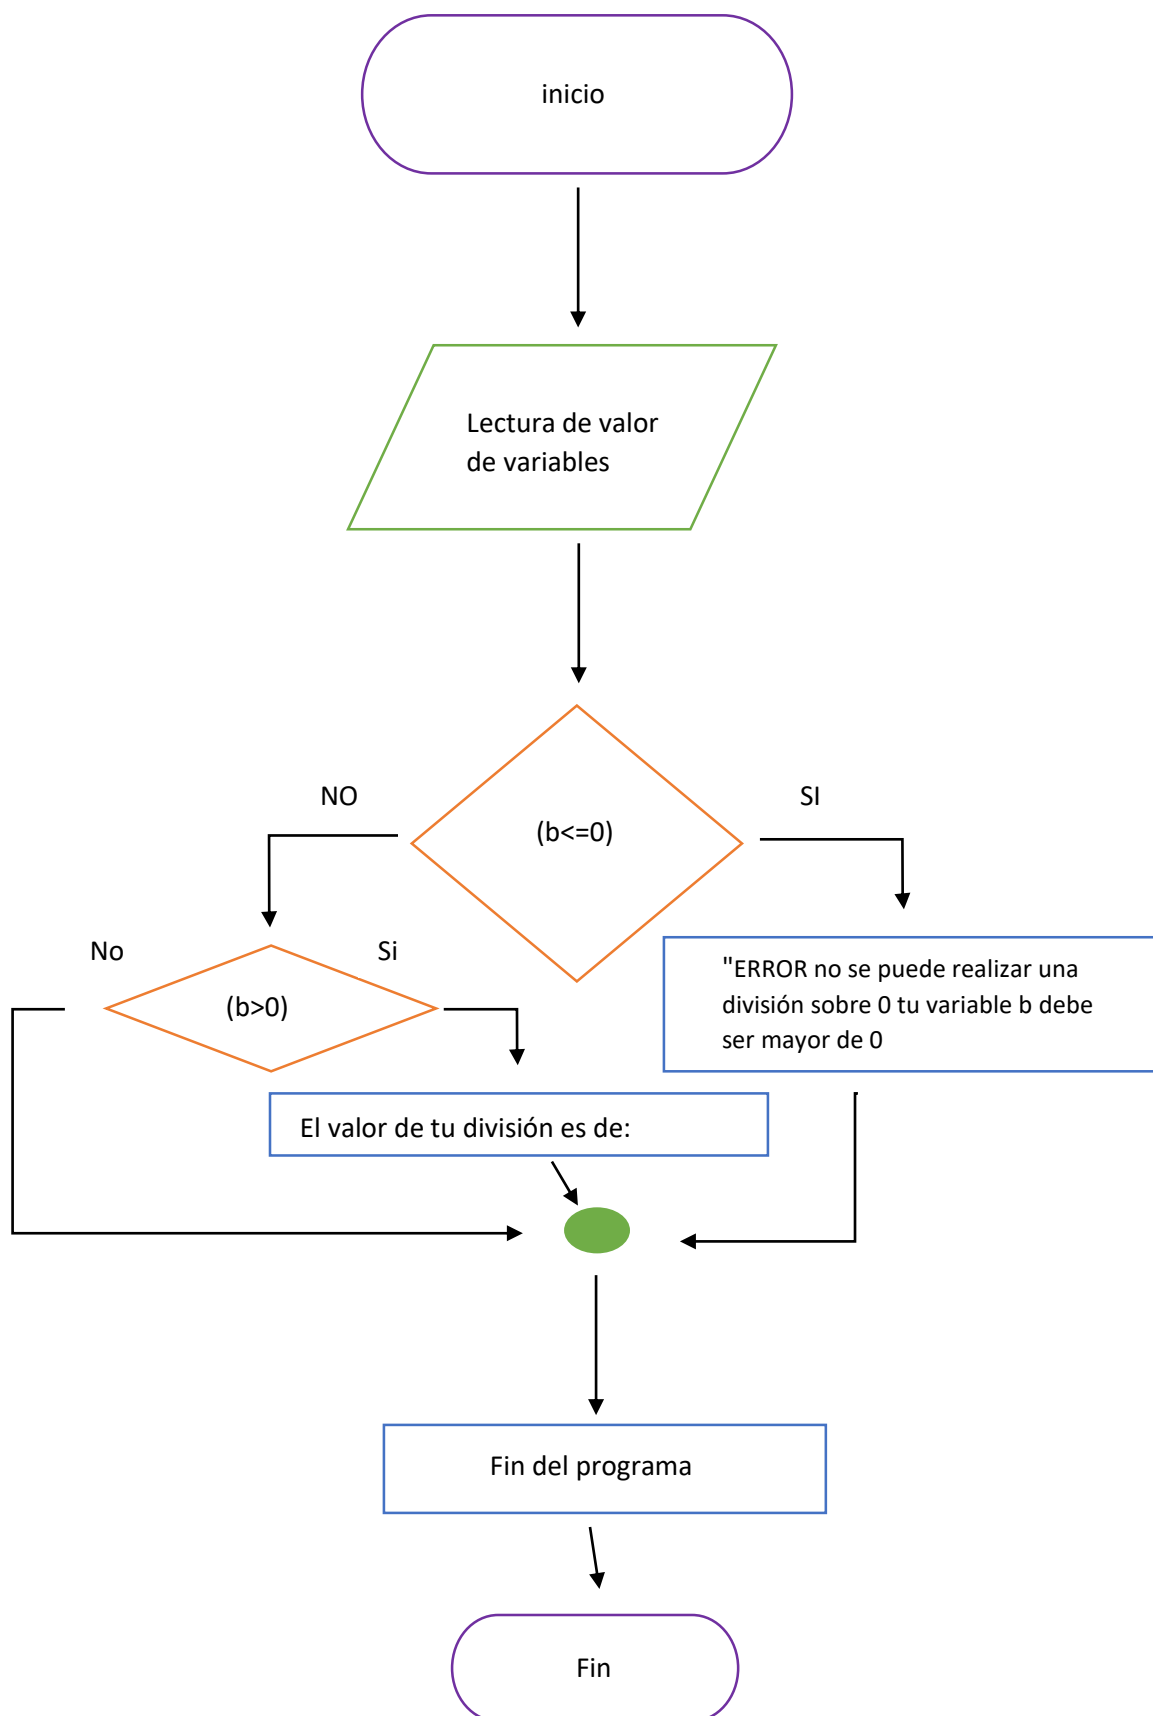 inicio
Lectura de valor
de variables
NO
SI
(b<=0)
No
Si
(b>0)
"ERROR no se puede realizar una
división sobre 0 tu variable b debe
ser mayor de 0
El valor de tu división es de:
Fin del programa
Fin